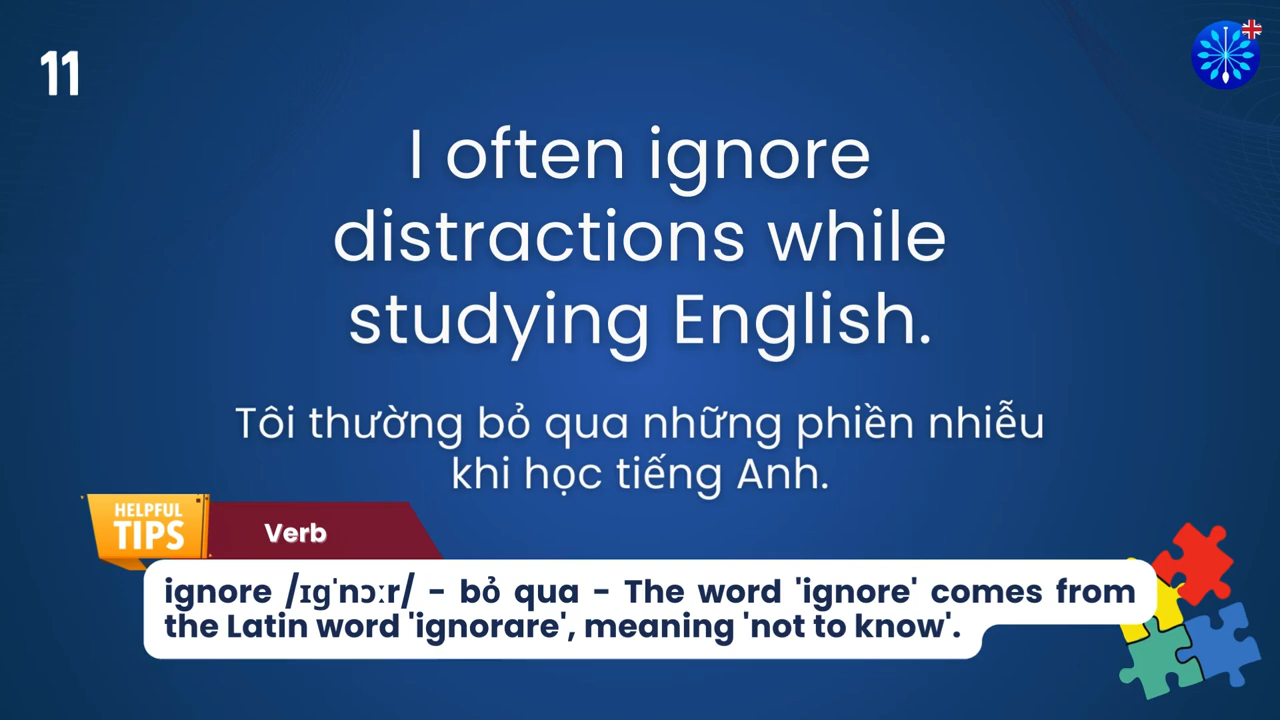 11
I often ignore
distractions while
studying English.
Tôi thường bỏ qua những phiền nhiễu
khi học tiếng Anh.
HELPFUL
TIPS
Verb
ignore /ɪɡˈnɔːr/ - bỏ qua - The word 'ignore' comes from
the Latin word 'ignorare', meaning 'not to know'.